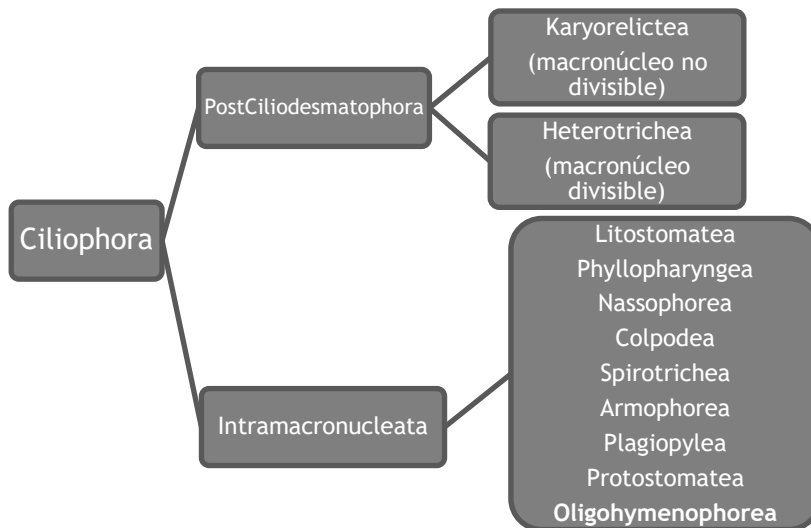 Ciliophora
PostCiliodesmatophora
Karyorelictea
(macronúcleo no
divisible)
Heterotrichea
(macronúcleo
divisible)
Intramacronucleata
Litostomatea
Phyllopharyngea
Nassophorea
Colpodea
Spirotrichea
Armophorea
Plagiopylea
Protostomatea
Oligohymenophorea